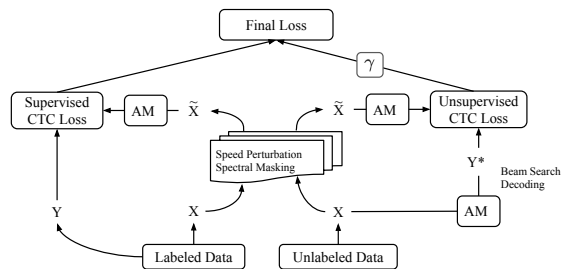 Final Loss
γ
Supervised
CTC Loss
AM
X̃
X̃
AM
Unsupervised
CTC Loss
Speed Perturbation
Spectral Masking
Y*
Beam Search
Decoding
Y
X
X
AM
Labeled Data
Unlabeled Data